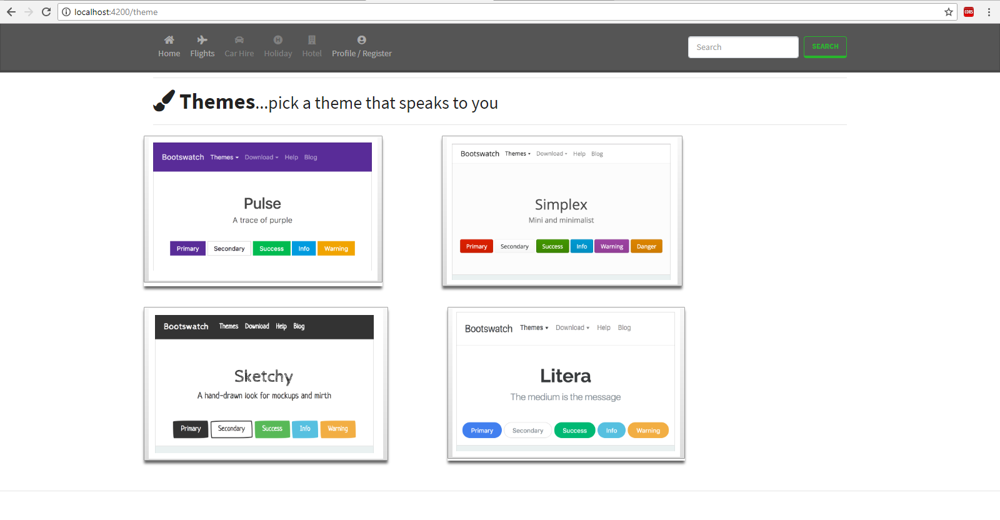 localhost:4200/theme
CORS
Home Flights Car Hire Holiday Hotel Profile / Register Search SEARCH
Themes...pick a theme that speaks to you
Bootswatch Themes Download Help Blog
Pulse
A trace of purple
Primary Secondary Success Info Warning
Bootswatch Themes Download Help Blog
Simplex
Mini and minimalist
Primary Secondary Success Info Warning Danger
Bootswatch Themes Download Help Blog
Sketchy
A hand-drawn look for mockups and mirth
Primary Secondary Success Info Warning
Bootswatch Themes Download Help Blog
Litera
The medium is the message
Primary Secondary Success Info Warning